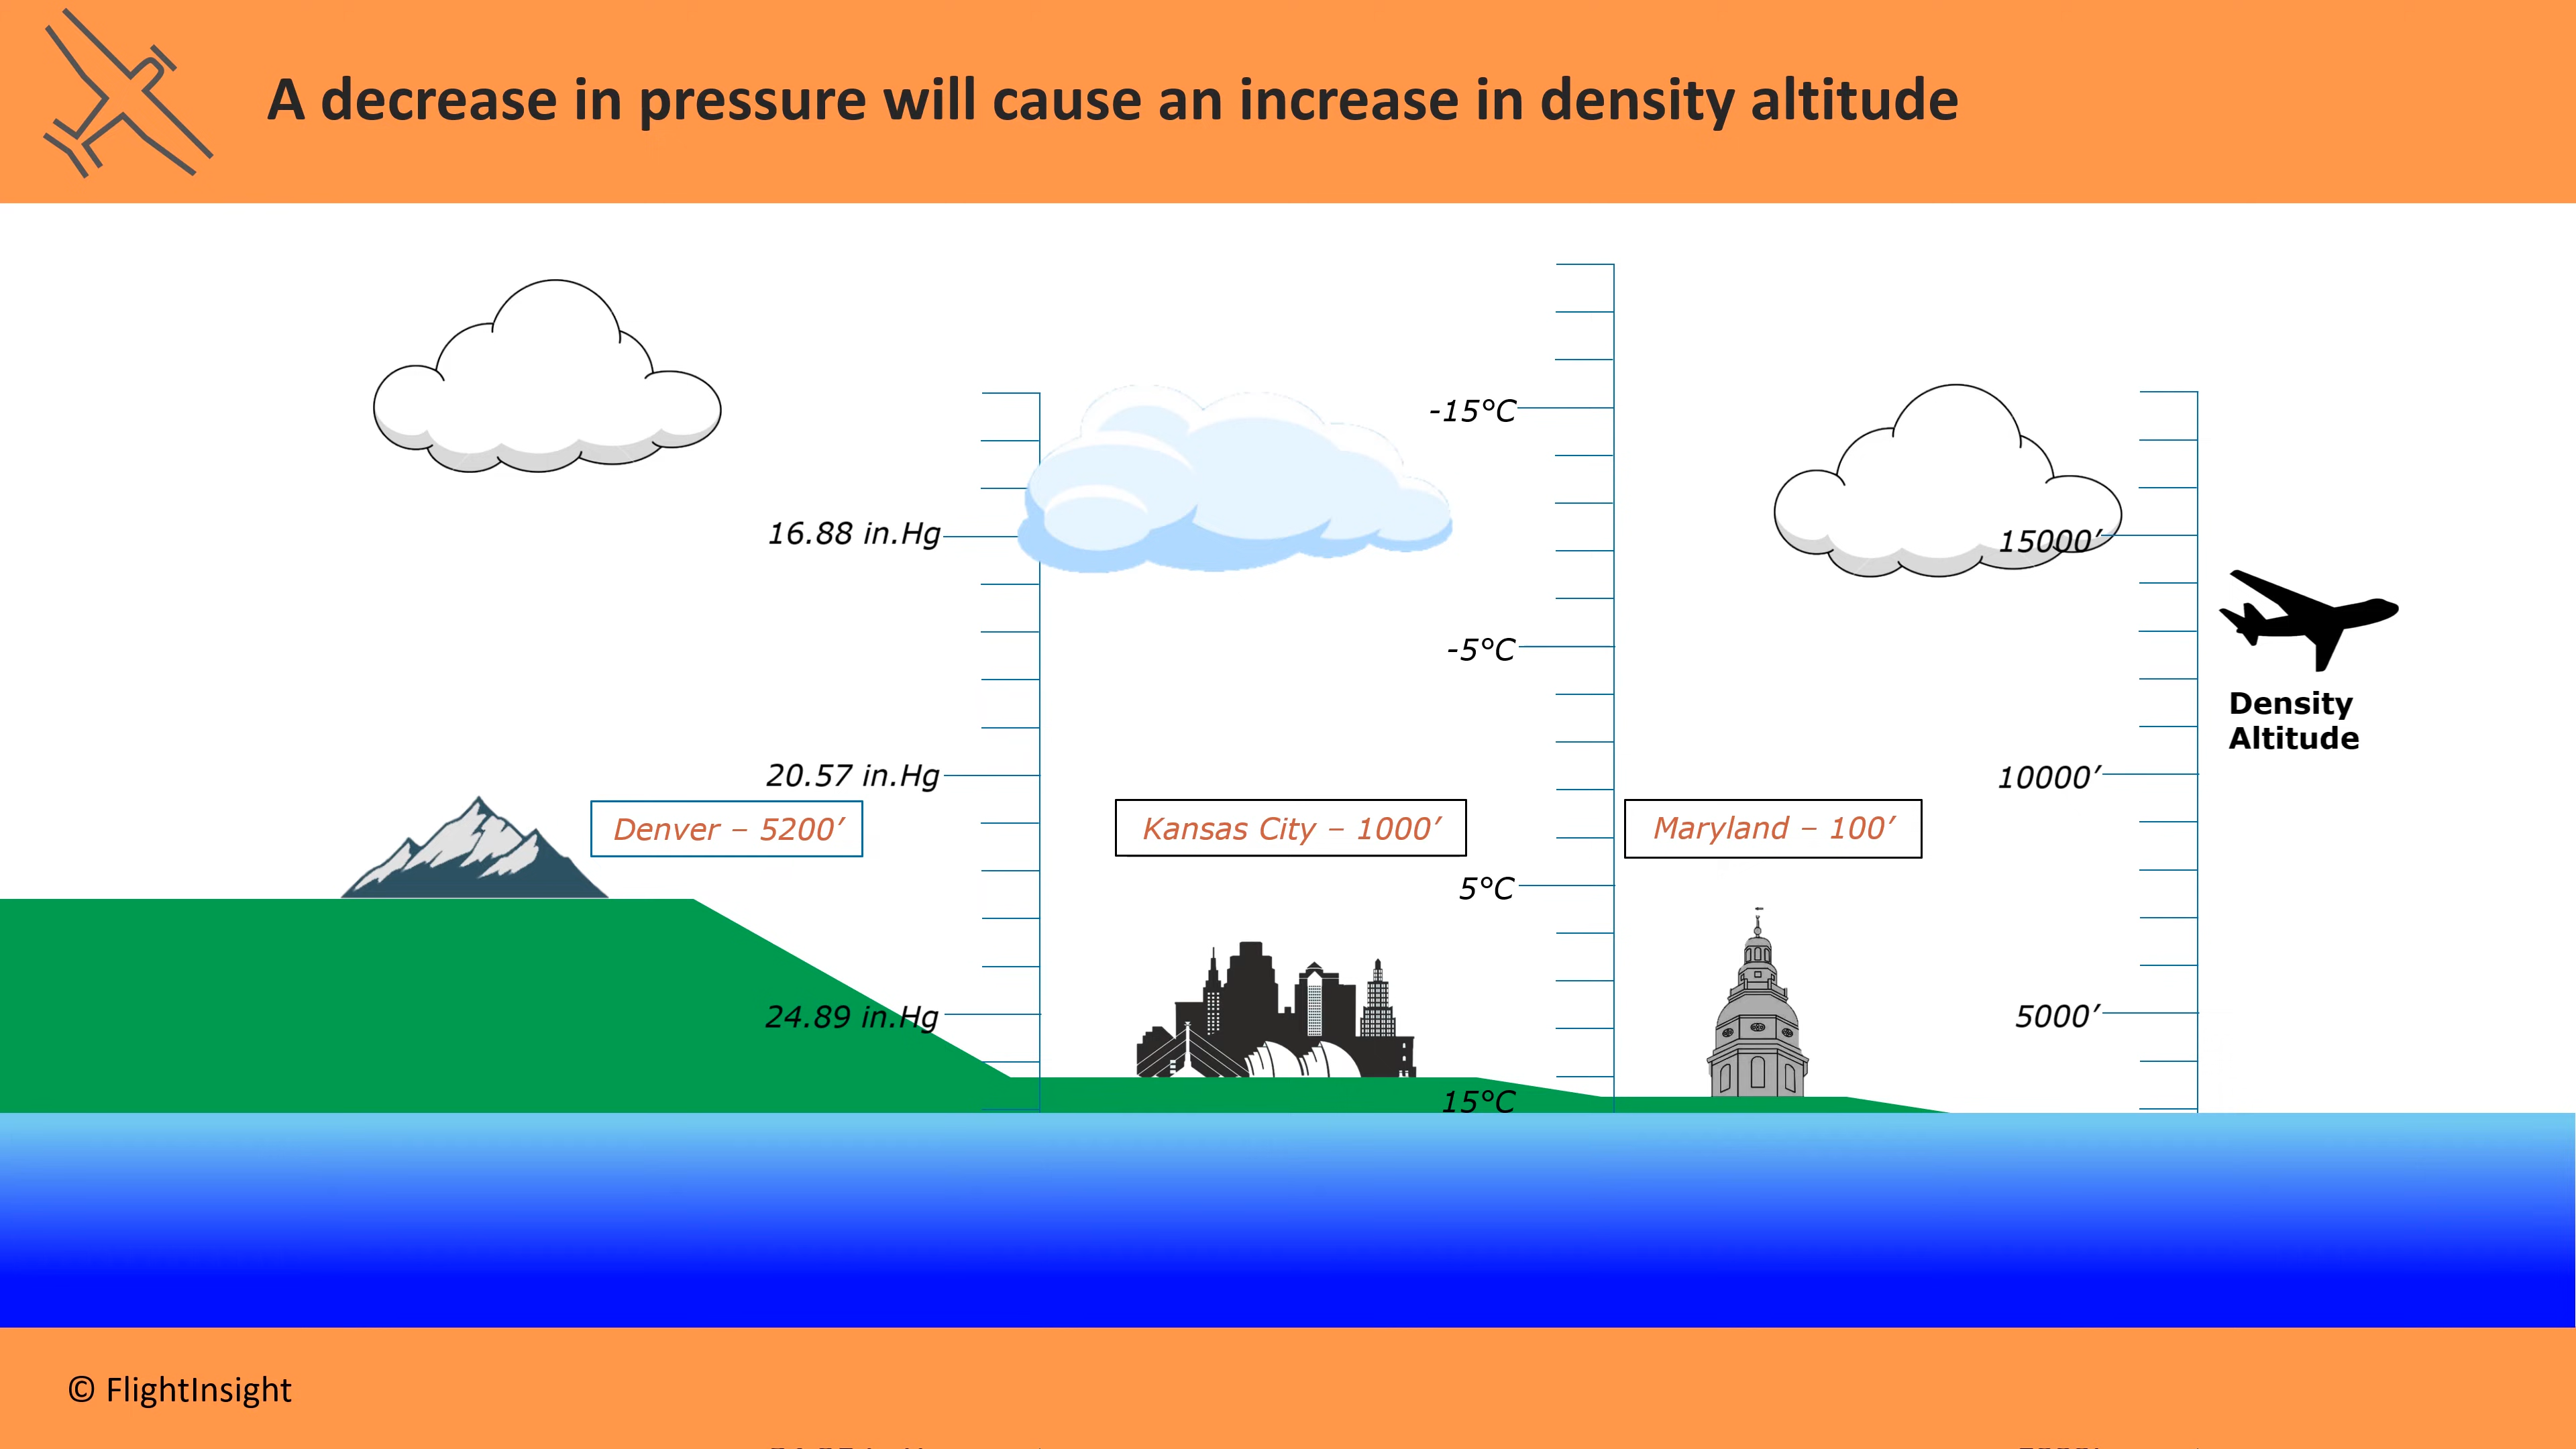 A decrease in pressure will cause an increase in density altitude
-15°C
16.88 in.Hg
15000’
-5°C
Density
Altitude
20.57 in.Hg
10000’
Denver – 5200’
Kansas City – 1000’
Maryland – 100’
5°C
24.89 in.Hg
5000’
15°C
© FlightInsight